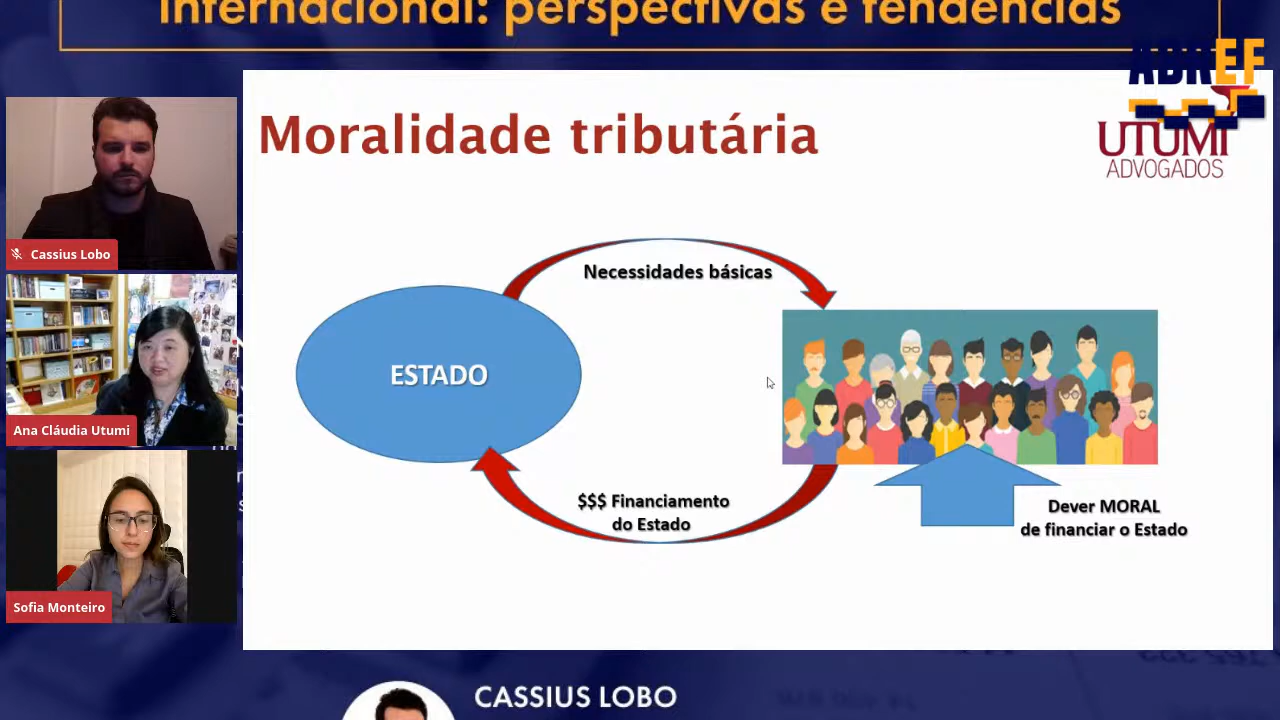 Internacional: perspectivas e tendências
ABREF
Moralidade tributária
UTUMI
ADVOGADOS
Cassius Lobo
Necessidades básicas
ESTADO
Ana Cláudia Utumi
$$$ Financiamento
do Estado
Dever MORAL
de financiar o Estado
Sofia Monteiro
CASSIUS LOBO